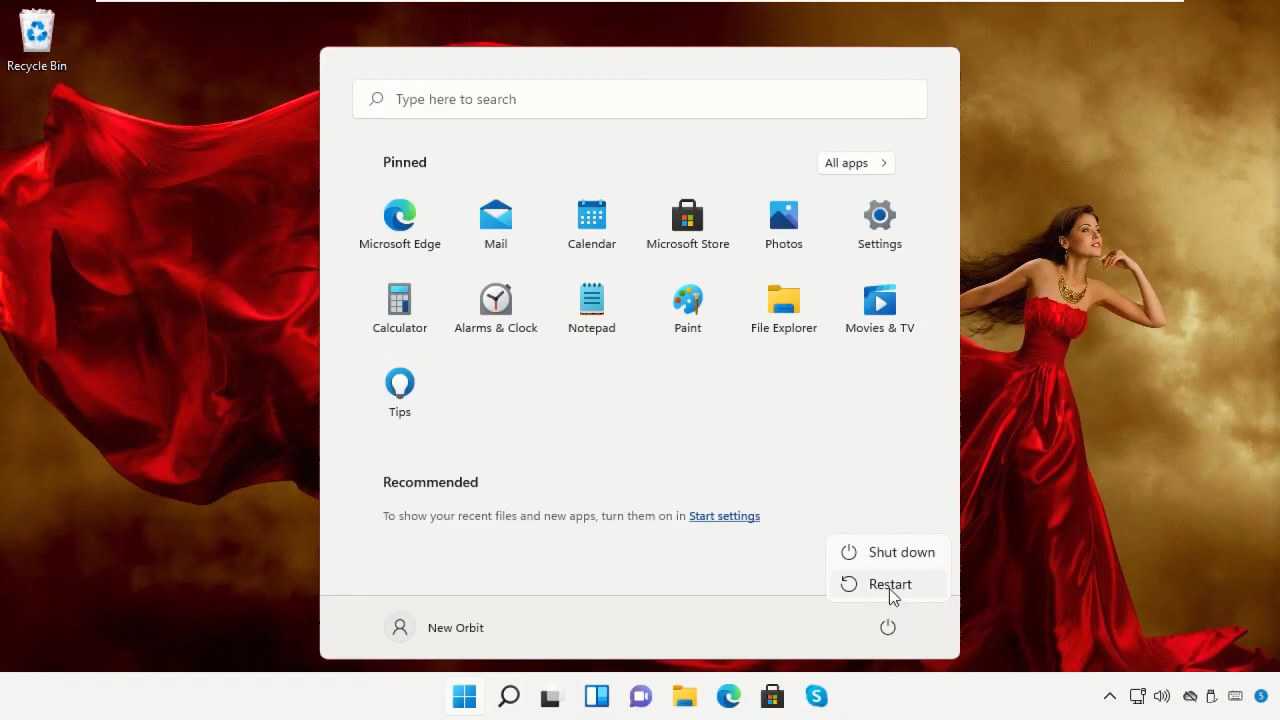 Recycle Bin
Type here to search
Pinned
All apps
Microsoft Edge
Mail
Calendar
Microsoft Store
Photos
Settings
Calculator
Alarms & Clock
Notepad
Paint
File Explorer
Movies & TV
Tips
Recommended
To show your recent files and new apps, turn them on in Start settings
Shut down
Restart
New Orbit
5